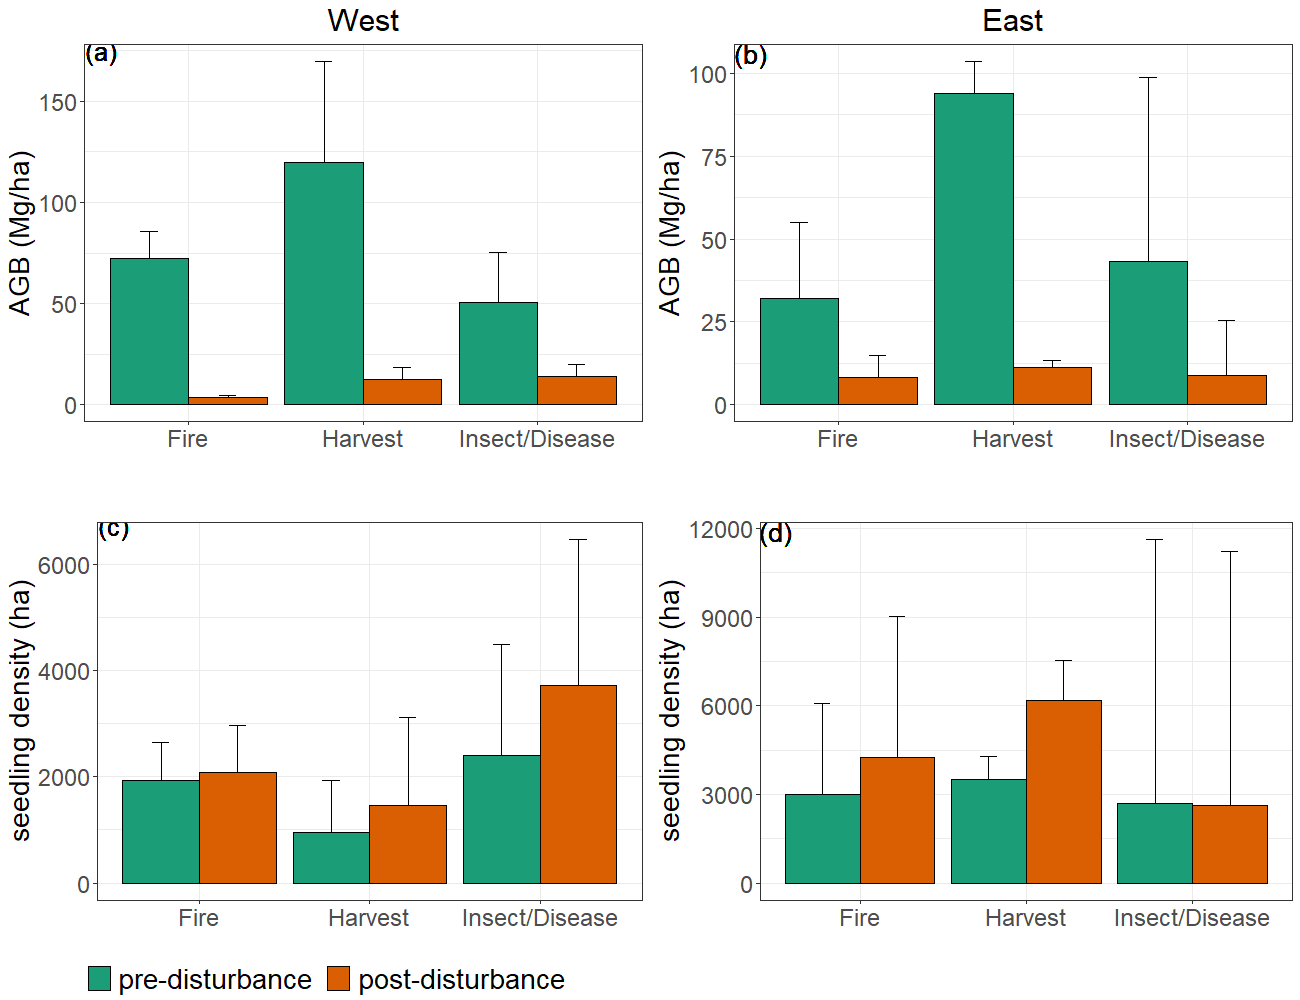 West
East
(a)
AGB (Mg/ha)
150
100
50
0
Fire Harvest Insect/Disease
(b)
AGB (Mg/ha)
100
75
50
25
0
Fire Harvest Insect/Disease
(c)
seedling density (ha)
6000
4000
2000
0
Fire Harvest Insect/Disease
(d)
seedling density (ha)
12000
9000
6000
3000
0
Fire Harvest Insect/Disease
pre-disturbance post-disturbance